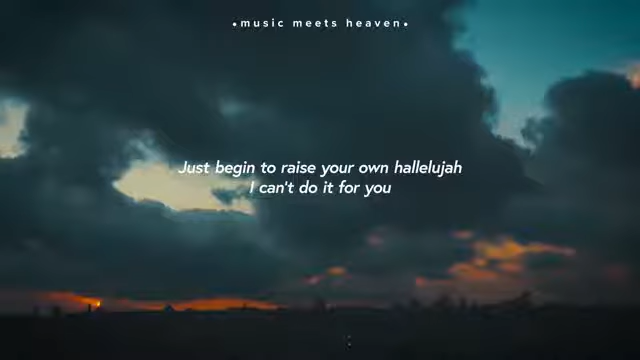 •music meets heaven•
Just begin to raise your own hallelujah
I can't do it for you